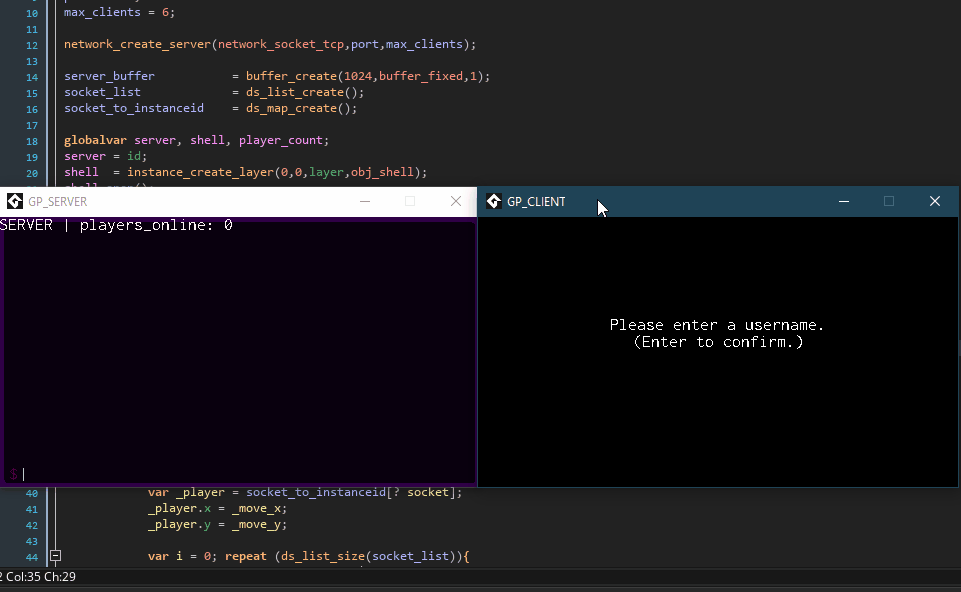 10 max_clients = 6;
11
12 network_create_server(network_socket_tcp,port,max_clients);
13
14 server_buffer = buffer_create(1024,buffer_fixed,1);
15 socket_list = ds_list_create();
16 socket_to_instanceid = ds_map_create();
17
18 globalvar server, shell, player_count;
19 server = id;
20 shell = instance_create_layer(0,0,layer,obj_shell);
GP_SERVER
SERVER | players_online: 0
$
GP_CLIENT
Please enter a username.
(Enter to confirm.)
40 var _player = socket_to_instanceid[? socket];
41 _player.x = _move_x;
42 _player.y = _move_y;
43
44 var i = 0; repeat (ds_list_size(socket_list)){
2 Col:35 Ch:29